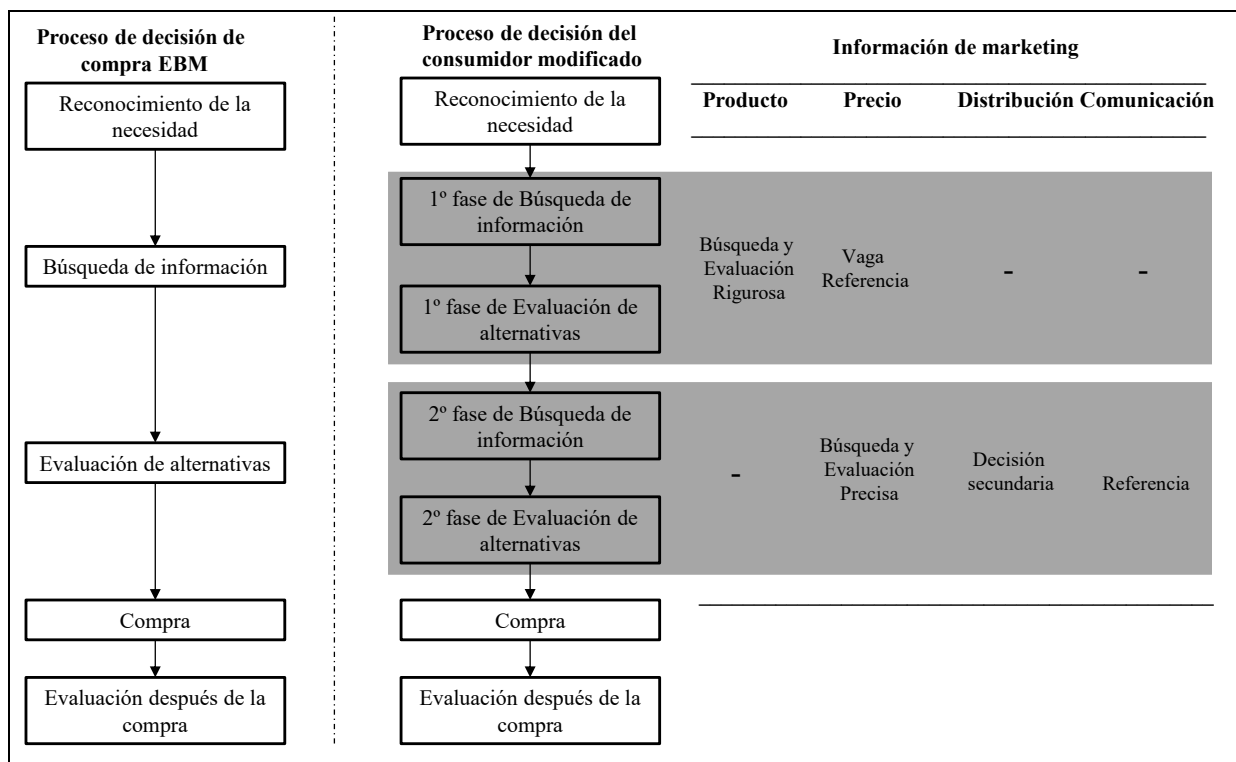 Proceso de decisión de
compra EBM
Reconocimiento de la
necesidad
Búsqueda de información
Evaluación de alternativas
Compra
Evaluación después de la
compra
Proceso de decisión del
consumidor modificado
Reconocimiento de la
necesidad
1º fase de Búsqueda de
información
1º fase de Evaluación de
alternativas
2º fase de Búsqueda de
información
2º fase de Evaluación de
alternativas
Compra
Evaluación después de la
compra
Información de marketing
Producto Precio Distribución Comunicación
Búsqueda y
Evaluación
Rigurosa
Vaga
Referencia
-
-
-
Búsqueda y
Evaluación
Precisa
Decisión
secundaria
Referencia